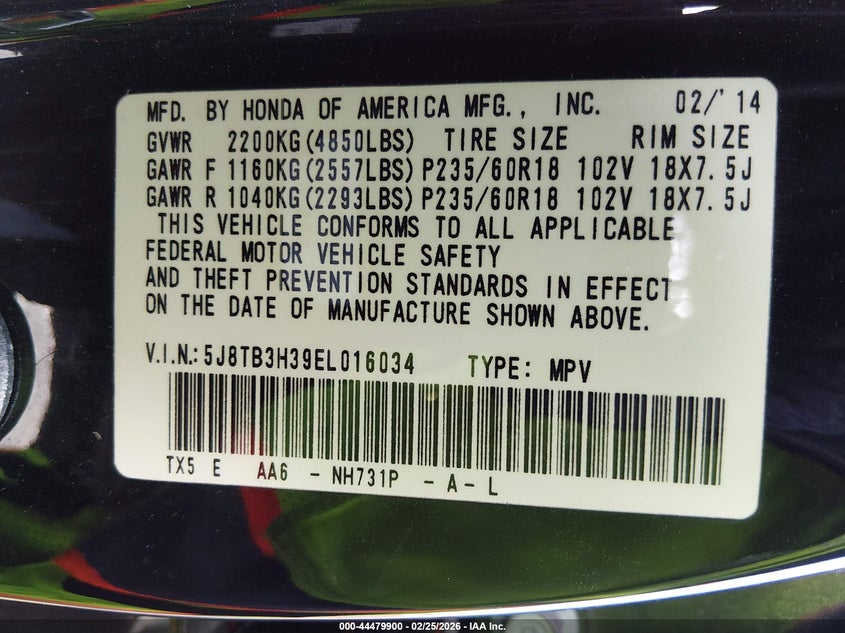 MFD. BY HONDA OF AMERICA MFG., INC. 02/'14
GVWR 2200KG(4850LBS) TIRE SIZE RIM SIZE
GAWR F 1160KG(2557LBS) P235/60R18 102V 18X7.5J
GAWR R 1040KG(2293LBS) P235/60R18 102V 18X7.5J
THIS VEHICLE CONFORMS TO ALL APPLICABLE
FEDERAL MOTOR VEHICLE SAFETY
AND THEFT PREVENTION STANDARDS IN EFFECT
ON THE DATE OF MANUFACTURE SHOWN ABOVE.
V.I.N.: 5J8TB3H39EL016034 TYPE: MPV
TX5 E AA6 - NH731P - A - L
000-44479900 - 02/25/2026 - IAA Inc.